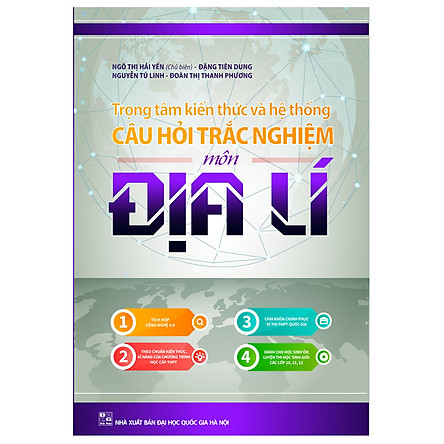 NGÔ THỊ HẢI YẾN (Chủ biên) - ĐẶNG TIÊN DUNG
NGUYỄN TÚ LINH - ĐOÀN THỊ THANH PHƯƠNG
Trọng tâm kiến thức và hệ thống
CÂU HỎI TRẮC NGHIỆM
môn
ĐỊA LÍ
1
TÍCH HỢP
CÔNG NGHỆ 4.0
2
THEO CHUẨN KIẾN THỨC,
KĨ NĂNG CỦA CHƯƠNG TRÌNH
HỌC CẤP THPT
3
CHÌA KHÓA CHINH PHỤC
KÌ THI THPT QUỐC GIA
4
DÀNH CHO HỌC SINH ÔN
LUYỆN THI HỌC SINH GIỎI
CÁC LỚP 10, 11, 12
NHÀ XUẤT BẢN ĐẠI HỌC QUỐC GIA HÀ NỘI